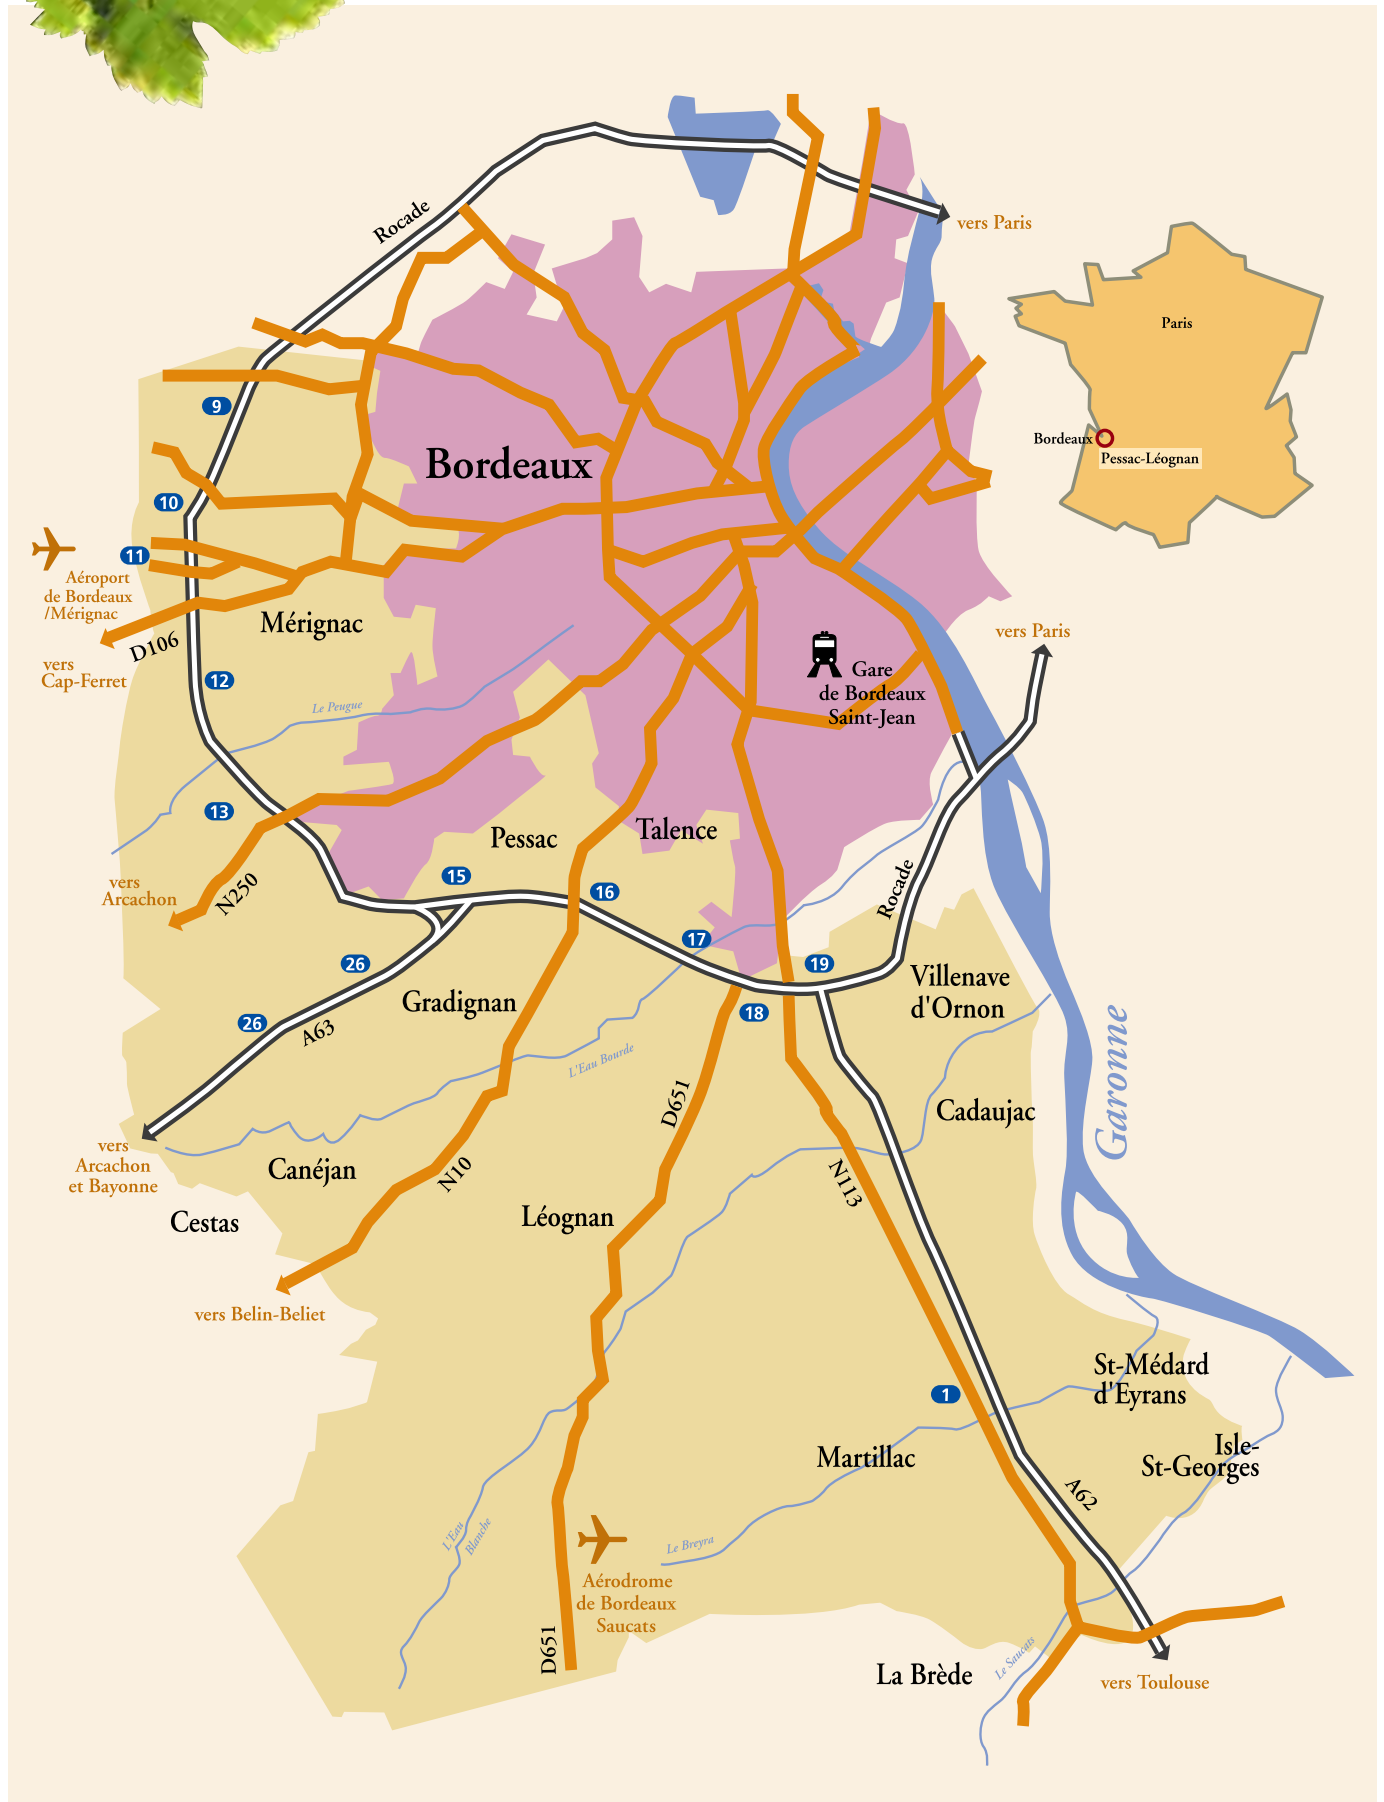 Rocade
vers Paris
Paris
Bordeaux
Pessac-Léognan
9
Bordeaux
10
11
Aéroport
de Bordeaux
/Mérignac
Mérignac
D106
vers
Cap-Ferret
12
vers Paris
Gare
de Bordeaux
Saint-Jean
Le Peugue
13
Pessac
Talence
vers
Arcachon
N250
15
16
Rocade
17
26
19
Villenave
d'Ornon
Gradignan
18
26
A63
L'Eau Bourde
Garonne
D651
Cadaujac
vers
Arcachon
et Bayonne
Canéjan
N10
N113
Cestas
Léognan
vers Belin-Beliet
St-Médard
d'Eyrans
1
Isle-
St-Georges
Martillac
A62
L'Eau
Blanche
Le Breyra
Aérodrome
de Bordeaux
Saucats
D651
Le Saucats
La Brède
vers Toulouse